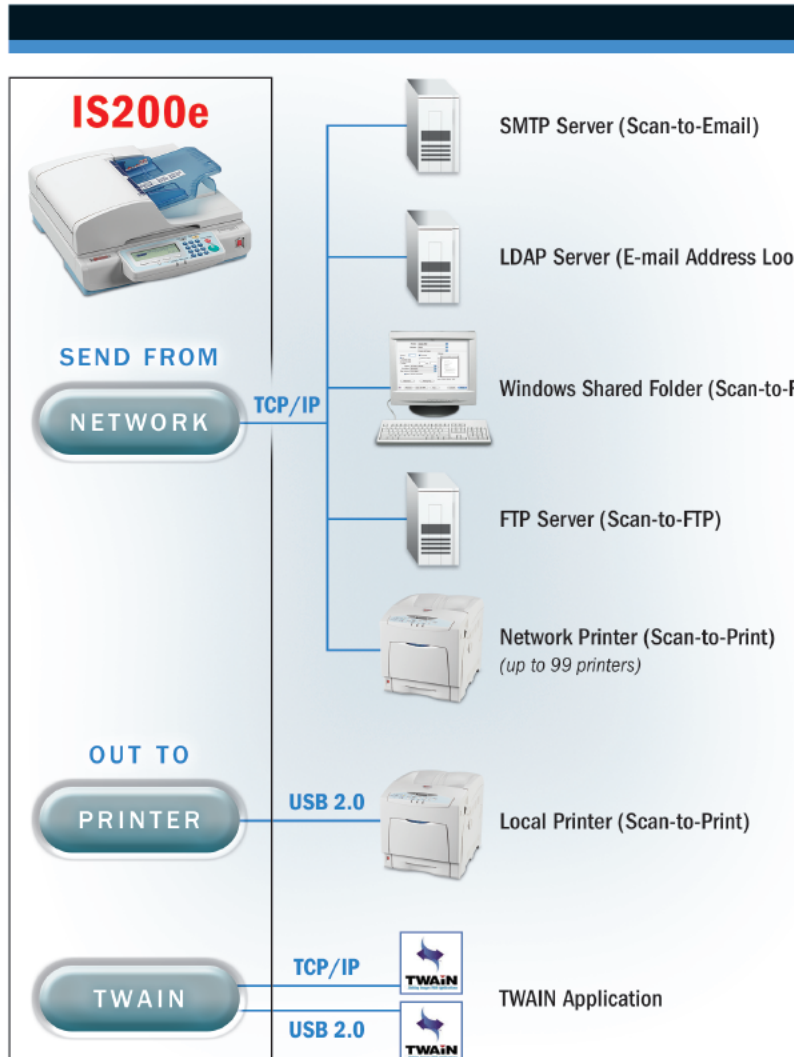 IS200e
SMTP Server (Scan-to-Email)
LDAP Server (E-mail Address
SEND FROM
NETWORK
TCP/IP
Windows Shared Folder
FTP Server (Scan-to-FTP)
Network Printer (Scan-to-Print)
(up to 99 printers)
OUT TO
PRINTER
USB 2.0
Local Printer (Scan-to-Print)
TWAIN
TCP/IP
TWAIN
TWAIN Application
USB 2.0
TWAIN